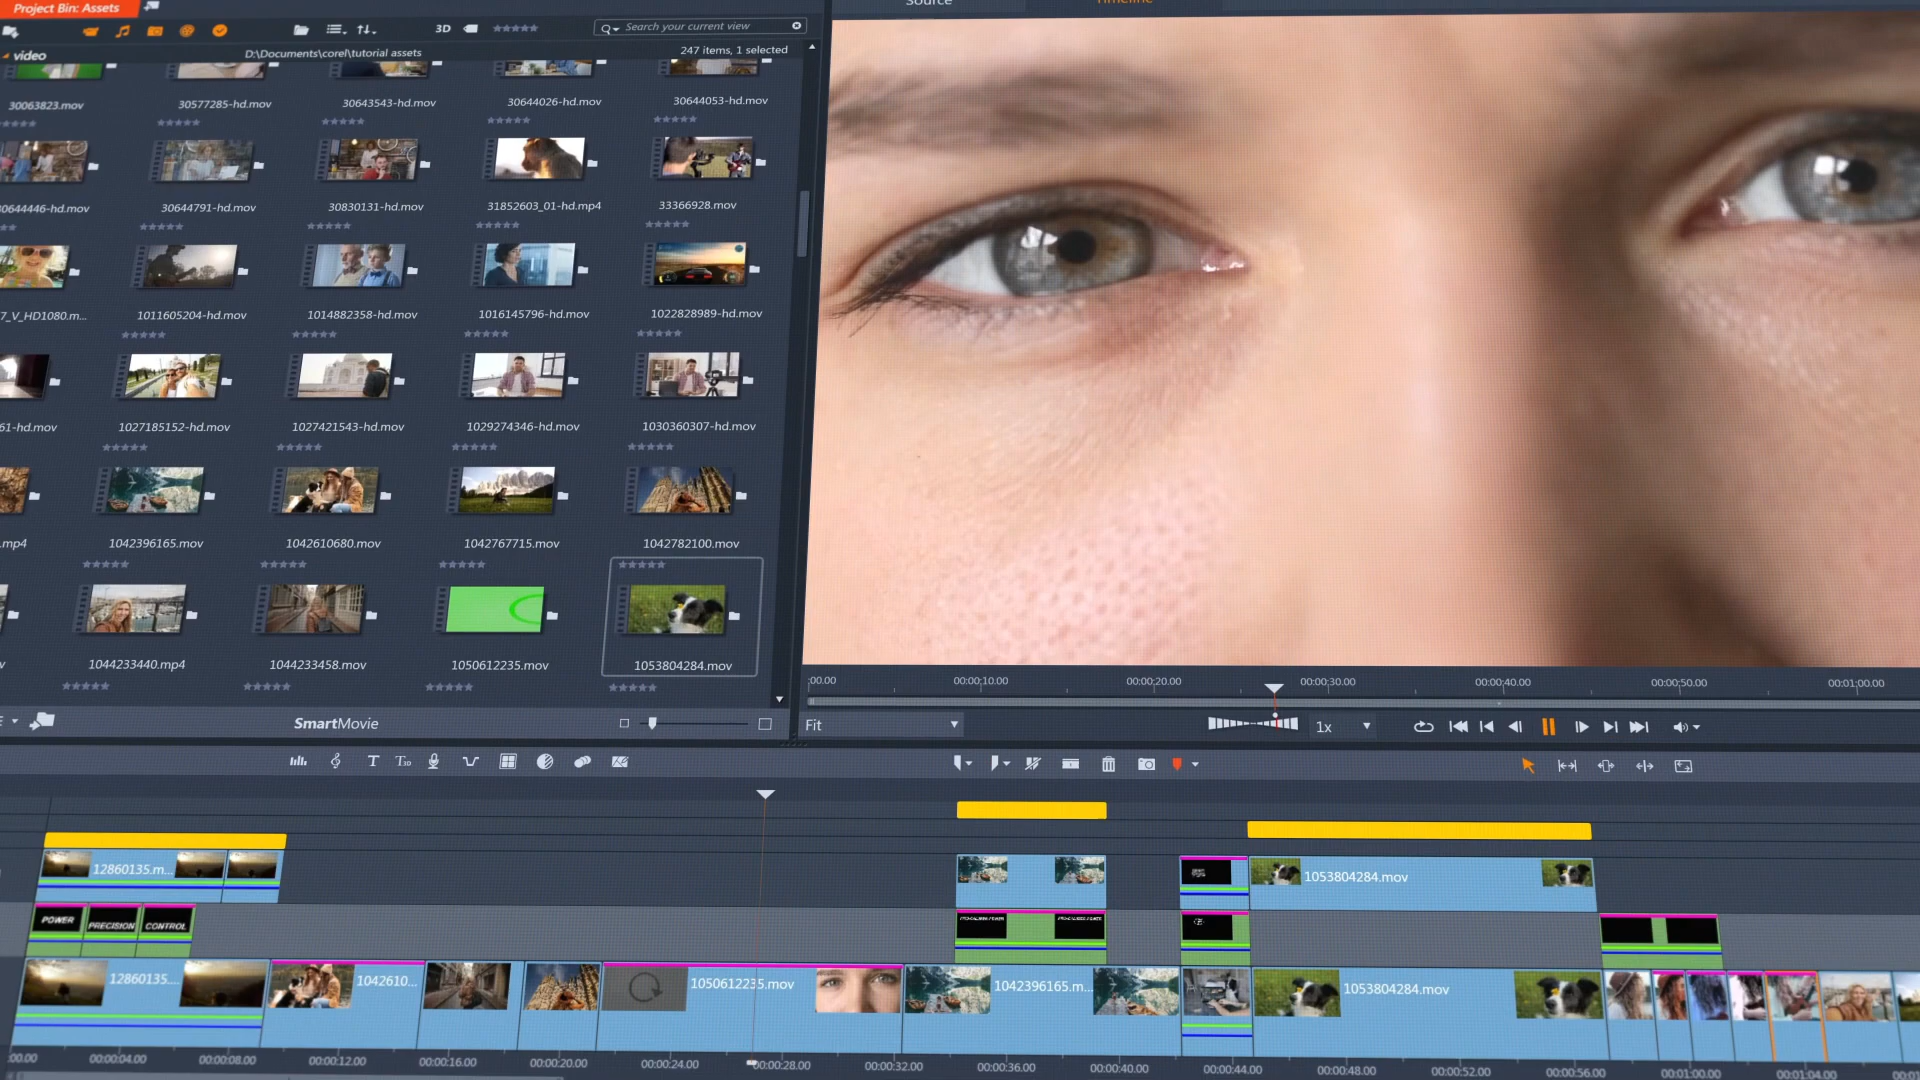 Project Bin: Assets
Source
Timeline
3D
Search your current view
video
D:\Documents\corel\tutorial assets
247 items, 1 selected
30063823.mov
30577285-hd.mov
30643543-hd.mov
30644026-hd.mov
30644053-hd.mov
30644446-hd.mov
30644791-hd.mov
30830131-hd.mov
31852603_01-hd.mp4
33366928.mov
7_V_HD1080.m...
1011605204-hd.mov
1014882358-hd.mov
1016145796-hd.mov
1022828989-hd.mov
61-hd.mov
1027185152-hd.mov
1027421543-hd.mov
1029274346-hd.mov
1030360307-hd.mov
.mp4
1042396165.mov
1042610680.mov
1042767715.mov
1042782100.mov
1044233440.mp4
1044233458.mov
1050612235.mov
1053804284.mov
SmartMovie
:00.00
00:00:10.00
00:00:20.00
00:00:30.00
00:00:40.00
00:00:50.00
00:01:00.00
Fit
1x
T
T3D
12860135.m...
1053804284.mov
POWER
PRECISION
CONTROL
12860135....
1042610...
1050612235.mov
1042396165.m...
1053804284.mov
:00.00
00:00:04.00
00:00:08.00
00:00:12.00
00:00:16.00
00:00:20.00
00:00:24.00
00:00:28.00
00:00:32.00
00:00:36.00
00:00:40.00
00:00:44.00
00:00:48.00
00:00:52.00
00:00:56.00
00:01:00.00
00:01:04.00